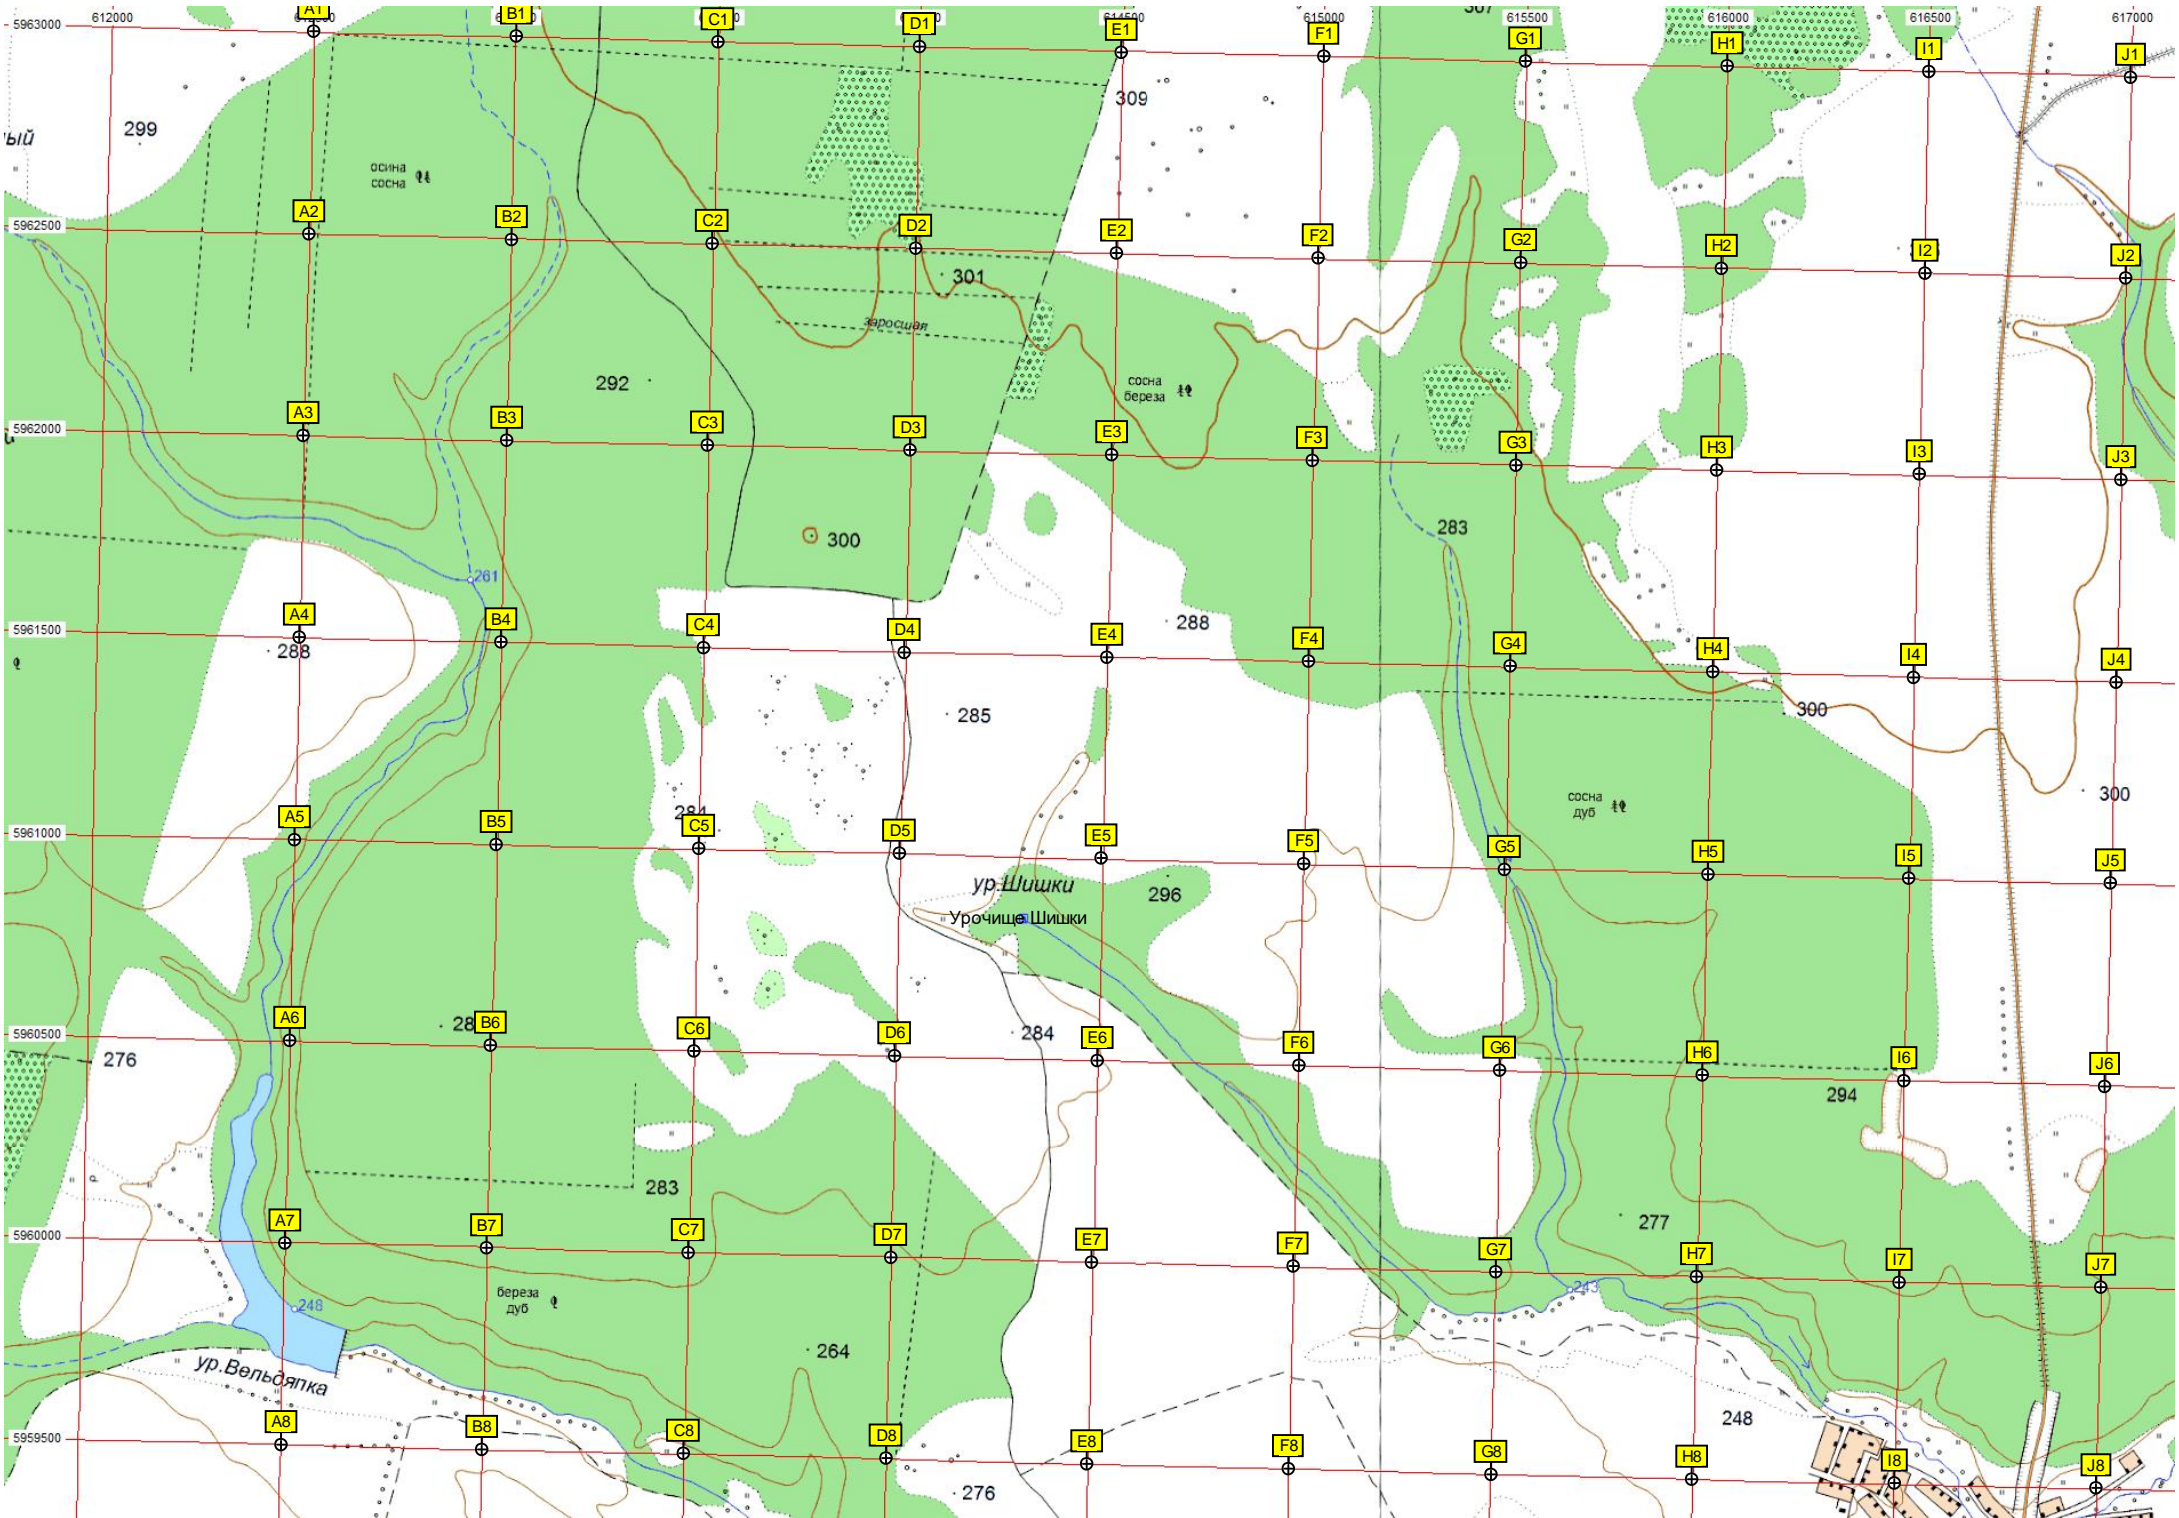 5963000 612000 614500 615000 307 615500 616000 616500 617000
A1 B1 C1 D1 E1 F1 G1 H1 I1 J1
309
299
ый
осина
сосна
5962500 A2 B2 C2 D2 E2 F2 G2 H2 I2 J2
301
заросшая
292
сосна
береза
5962000 A3 B3 C3 D3 E3 F3 G3 H3 I3 J3
283
300
261
5961500 A4 B4 C4 D4 E4 F4 G4 H4 I4 J4
288
288
285
300
300
сосна
дуб
284
5961000 A5 B5 C5 D5 E5 F5 G5 H5 I5 J5
ур.Шишки
296
Урочище Шишки
5960500 A6 B6 C6 D6 E6 F6 G6 H6 I6 J6
276
284
294
283
277
5960000 A7 B7 C7 D7 E7 F7 G7 H7 I7 J7
243
248
береза
дуб
264
ур.Вельдяпка
248
5959500 A8 B8 C8 D8 E8 F8 G8 H8 I8 J8
276